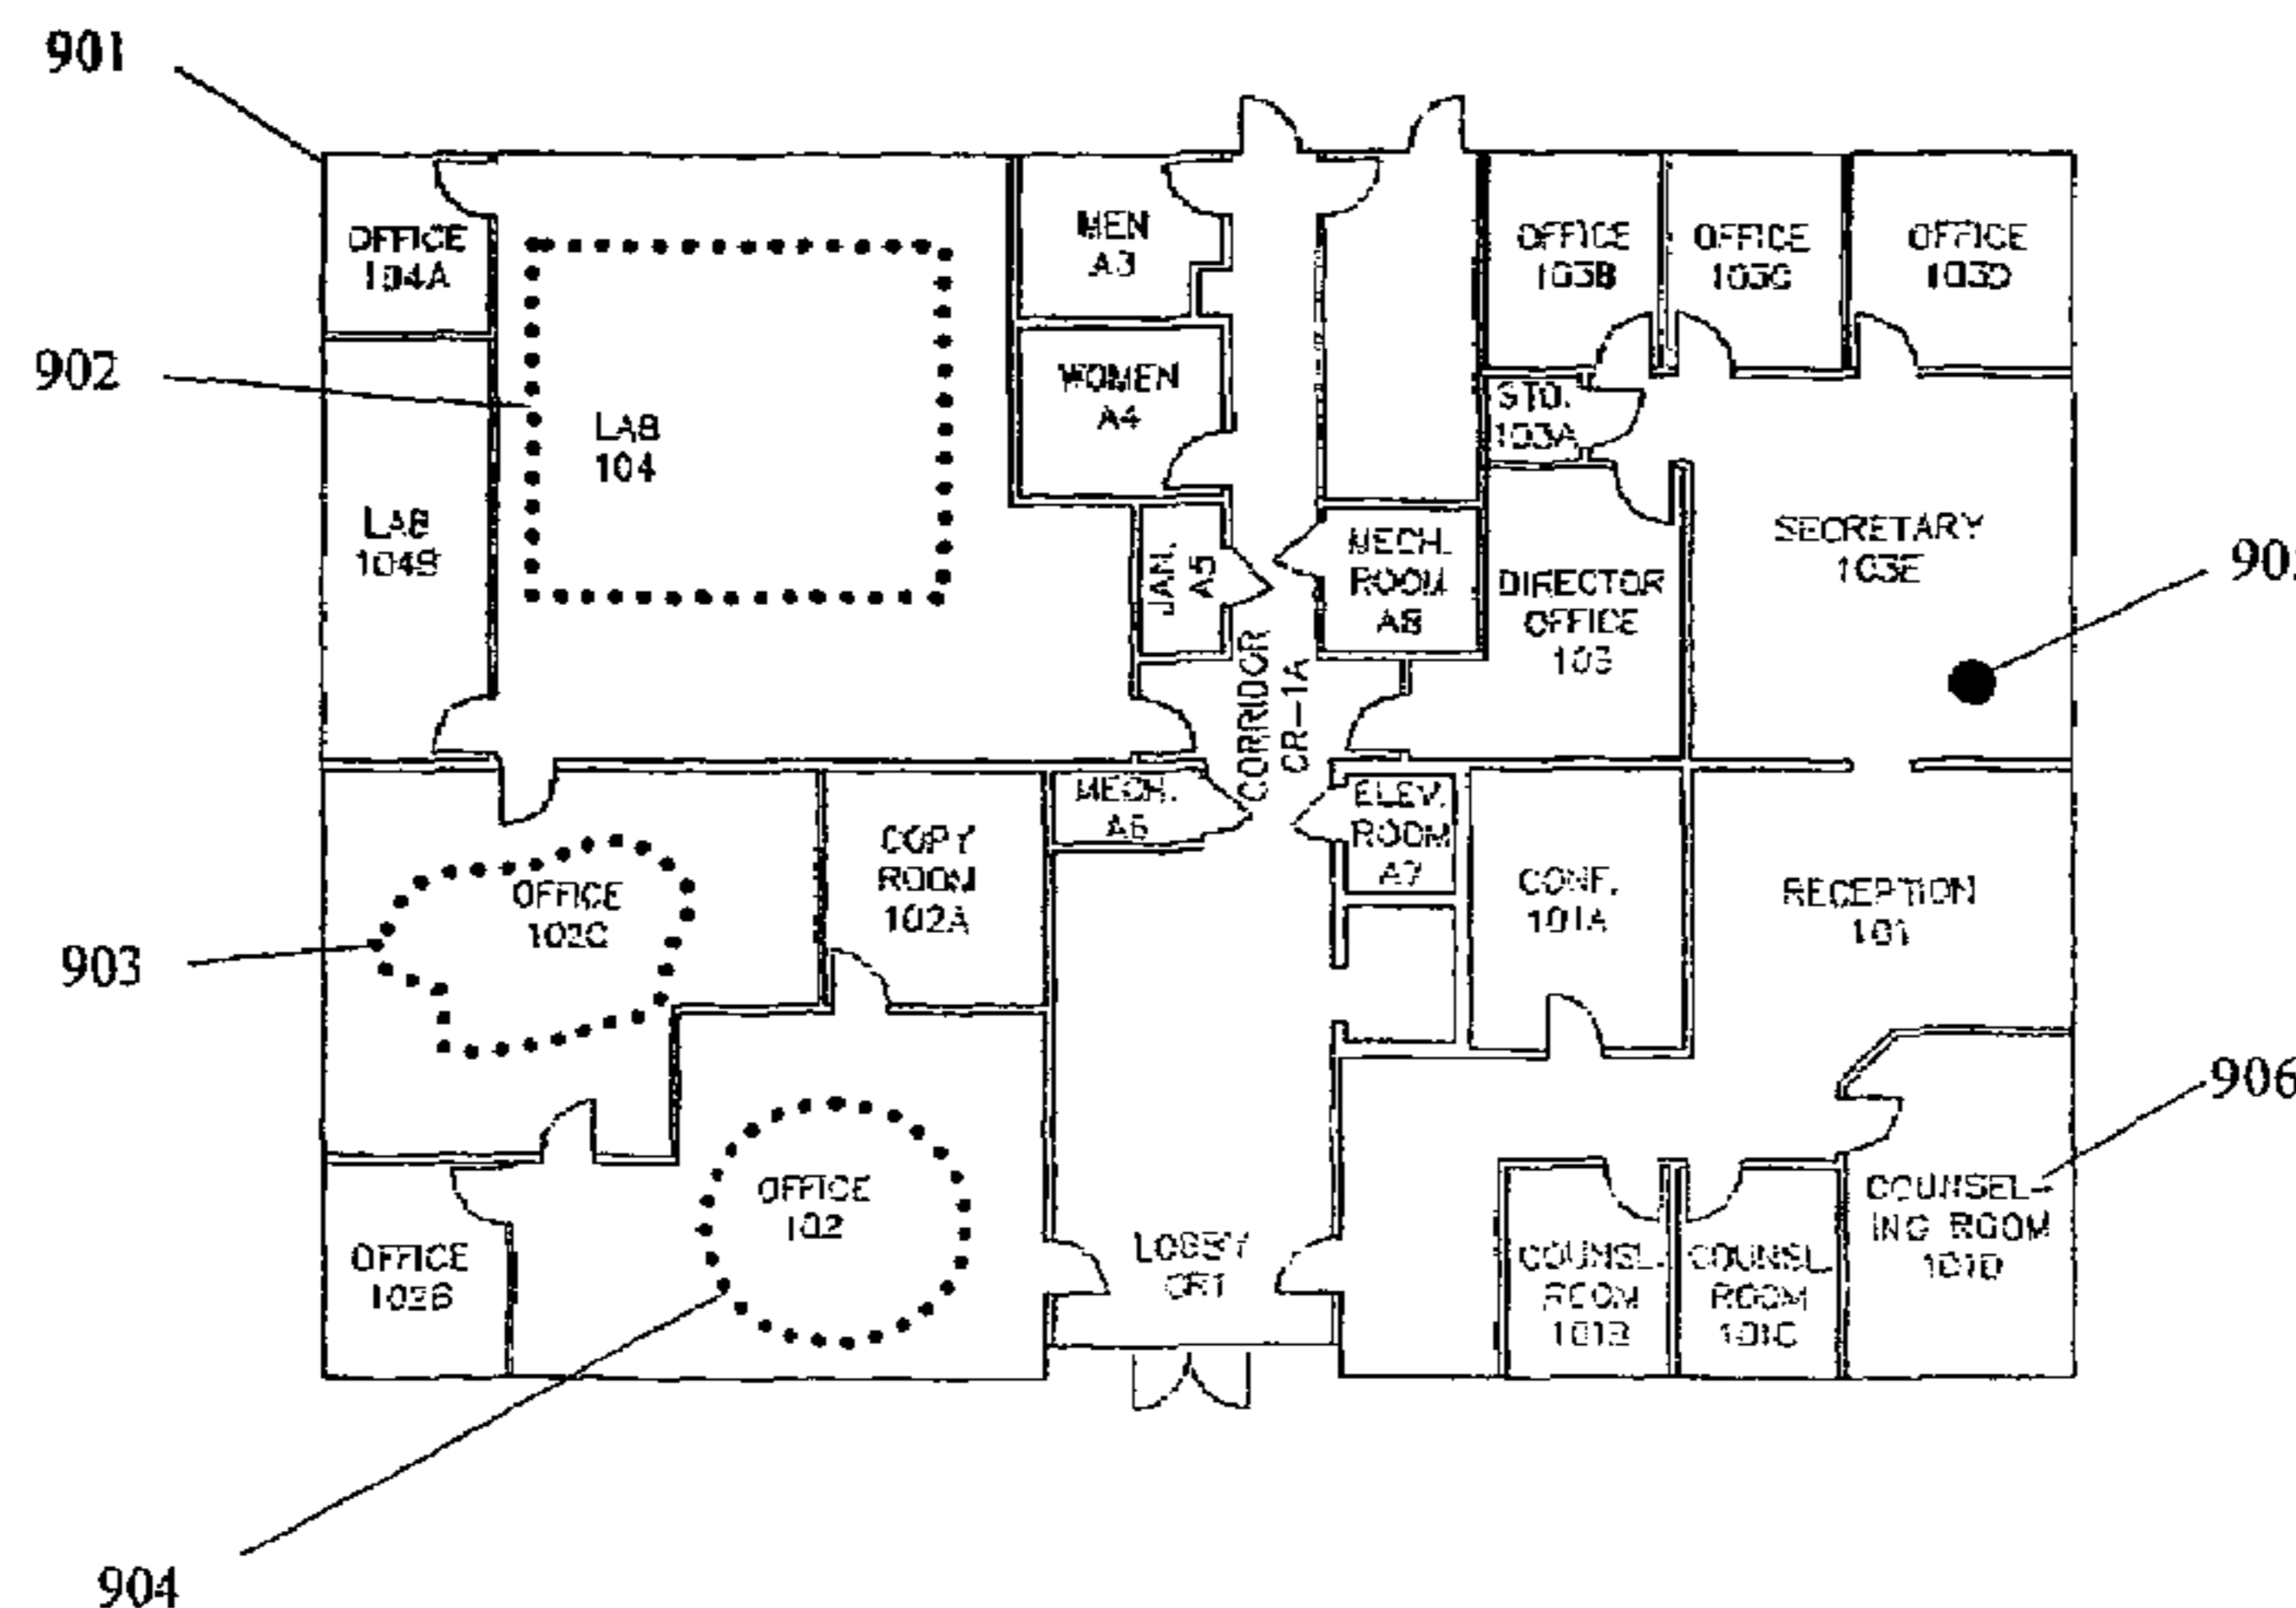 901
902
903
904
90
906
OFFICE
104A
LAB
104
LAB
104B
MEN
A3
WOMEN
A4
JAN.
A5
MECH.
ROOM
A8
CORRIDOR
CR-1A
OFFICE
103B
OFFICE
103C
OFFICE
103D
STO.
103A
DIRECTOR
OFFICE
103
SECRETARY
103E
MECH.
A6
ELEV.
ROOM
A7
COPY
ROOM
102A
OFFICE
102C
OFFICE
102
OFFICE
102B
LOBBY
CR1
CONF.
101A
RECEPTION
101
COUNSEL.
ROOM
101B
COUNSEL.
ROOM
101C
COUNSEL-
ING ROOM
101D